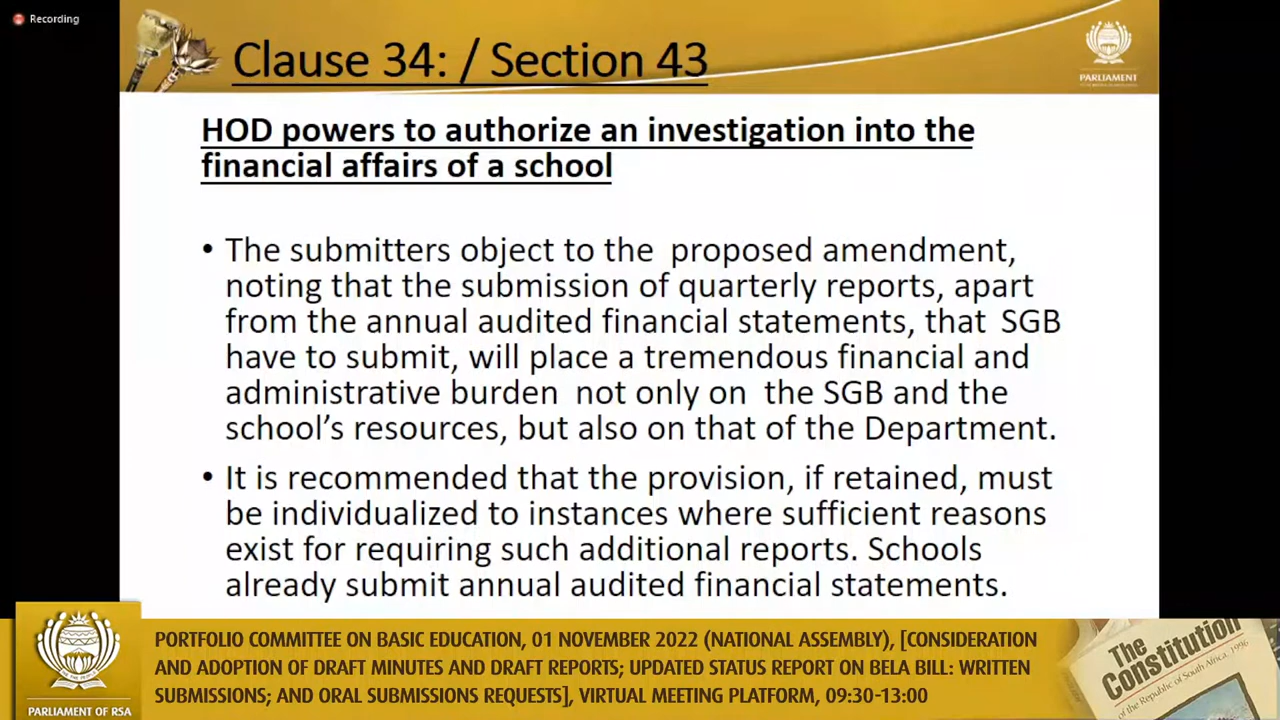 Recording
Clause 34: / Section 43
PARLIAMENT
HOD powers to authorize an investigation into the
financial affairs of a school
• The submitters object to the proposed amendment,
noting that the submission of quarterly reports, apart
from the annual audited financial statements, that SGB
have to submit, will place a tremendous financial and
administrative burden not only on the SGB and the
school's resources, but also on that of the Department.
• It is recommended that the provision, if retained, must
be individualized to instances where sufficient reasons
exist for requiring such additional reports. Schools
already submit annual audited financial statements.
PARLIAMENT OF RSA
PORTFOLIO COMMITTEE ON BASIC EDUCATION, 01 NOVEMBER 2022 (NATIONAL ASSEMBLY), [CONSIDERATION
AND ADOPTION OF DRAFT MINUTES AND DRAFT REPORTS; UPDATED STATUS REPORT ON BELA BILL: WRITTEN
SUBMISSIONS; AND ORAL SUBMISSIONS REQUESTS], VIRTUAL MEETING PLATFORM, 09:30-13:00
The
Constitution
of the Republic of South Africa, 1996